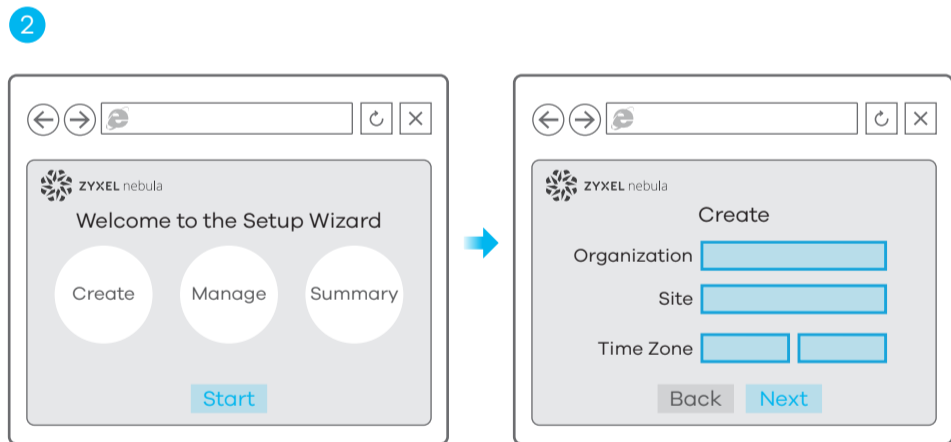 2
ZYXEL nebula
Welcome to the Setup Wizard
Create Manage Summary
Start
ZYXEL nebula
Create
Organization
Site
Time Zone
Back Next